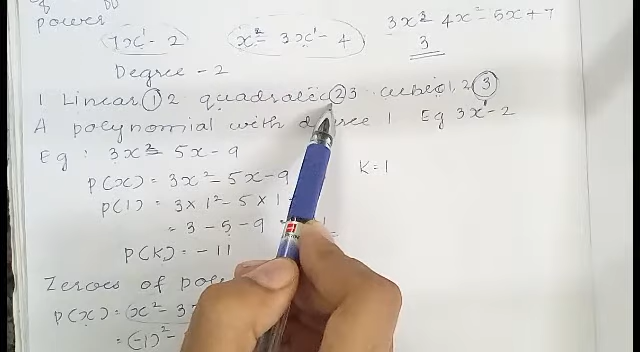 power
7x¹ - 2 x² - 3x¹ - 4 3x³ - 4x² - 5x + 7
3
Degree - 2
1 Linear 1 2 quadratic 2 3 cubic 1, 2 3
A polynomial with 1 Eg 3x¹ - 2
Eg : 3x² - 5x - 9
p(x) = 3x² - 5x - 9 K = 1
p(1) = 3 × 1² - 5 × 1
= 3 - 5 - 9
p(K) = - 11
Zeroes of
p(x) = (x² - 3
= (-1)² -